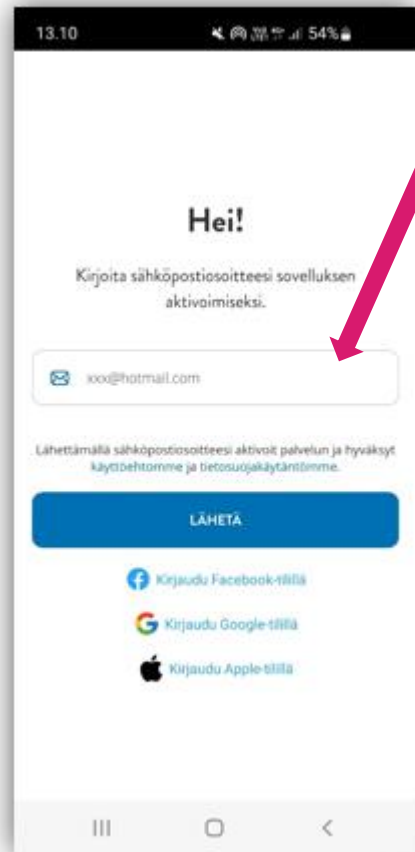 13.10 54%
Hei!
Kirjoita sähköpostiosoitteesi sovelluksen
aktivoimiseksi.
xxx@hotmail.com
Lähettämällä sähköpostiosoitteesi aktivoit palvelun ja hyväksyt
käyttöehtomme ja tietosuojakäytäntömme.
LÄHETÄ
Kirjaudu Facebook-tilillä
Kirjaudu Google-tilillä
Kirjaudu Apple-tilillä